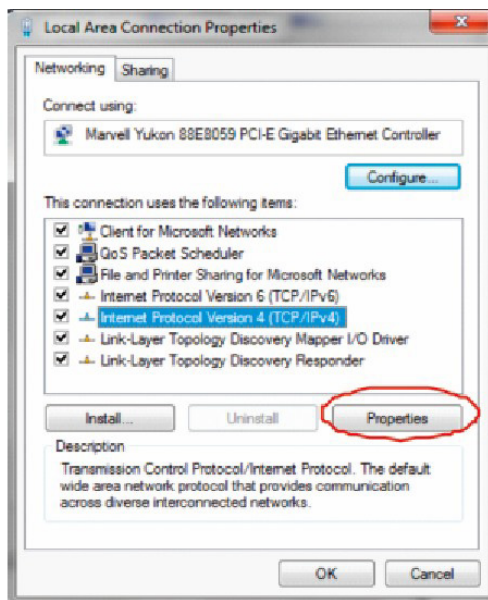 Local Area Connection Properties
Networking
Sharing
Connect using:
Marvell Yukon 88E8059 PCI-E Gigabit Ethernet Controller
Configure...
This connection uses the following items:
Client for Microsoft Networks
QoS Packet Scheduler
File and Printer Sharing for Microsoft Networks
Internet Protocol Version 6 (TCP/IPv6)
Internet Protocol Version 4 (TCP/IPv4)
Link-Layer Topology Discovery Mapper I/O Driver
Link-Layer Topology Discovery Responder
Install...
Uninstall
Properties
Description
Transmission Control Protocol/Internet Protocol. The default
wide area network protocol that provides communication
across diverse interconnected networks.
OK
Cancel